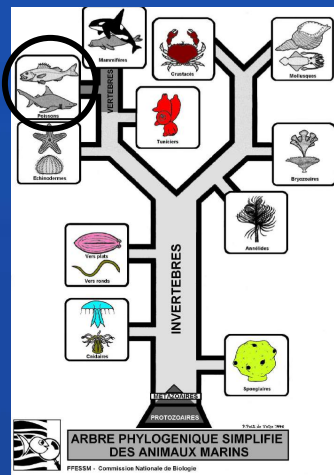 Mammifères
Crustacés
Mollusques
Poissons
VERTEBRES
Tuniciers
Echinodermes
Bryozoaires
Annélides
Vers plats
Vers ronds
INVERTEBRES
Cnidaires
Spongiaires
METAZOAIRES
PROTOZOAIRES
ARBRE PHYLOGENIQUE SIMPLIFIE
DES ANIMAUX MARINS
FFESSM - Commission Nationale de Biologie